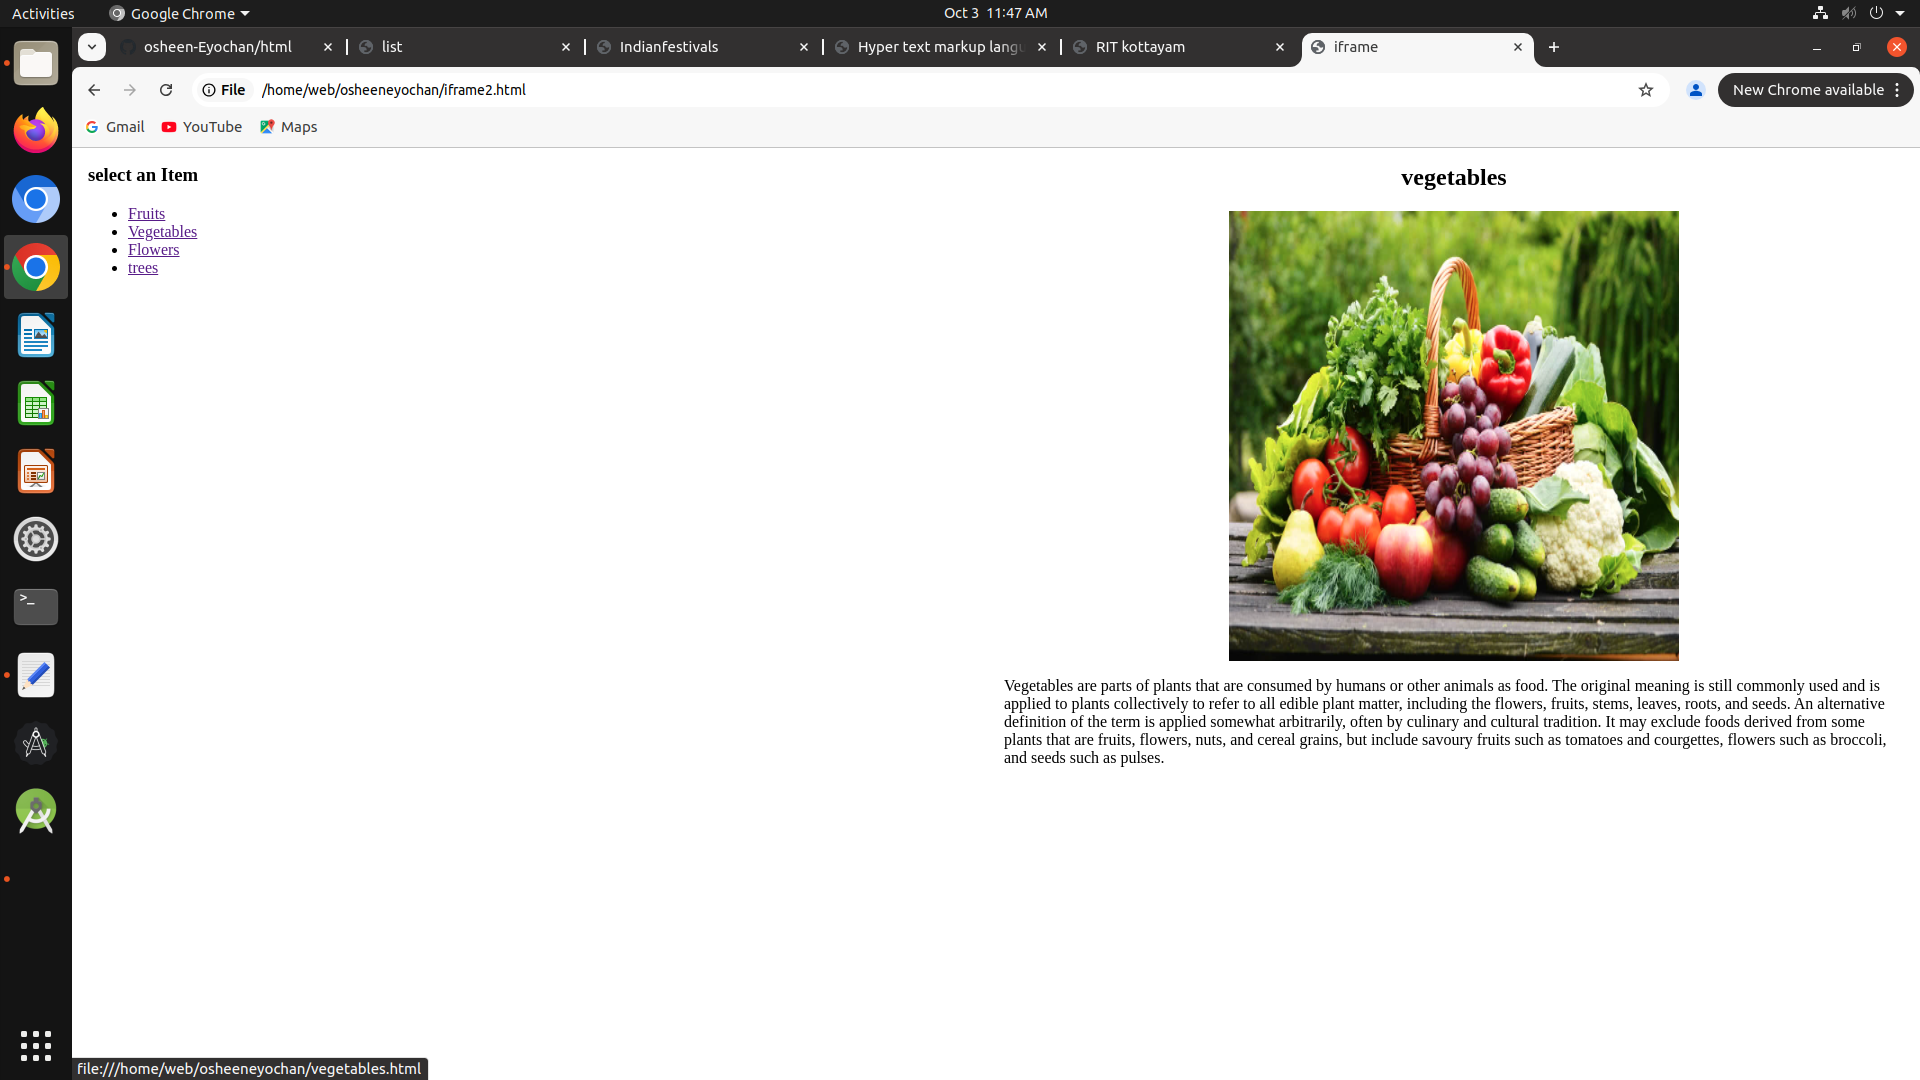 Activities
Google Chrome
Oct 3 11:47 AM
osheen-Eyochan/html
list
Indianfestivals
Hyper text markup langu
RIT kottayam
iframe
File
/home/web/osheeneyochan/iframe2.html
New Chrome available
Gmail
YouTube
Maps
select an Item
Fruits
Vegetables
Flowers
trees
vegetables
Vegetables are parts of plants that are consumed by humans or other animals as food. The original meaning is still commonly used and is
applied to plants collectively to refer to all edible plant matter, including the flowers, fruits, stems, leaves, roots, and seeds. An alternative
definition of the term is applied somewhat arbitrarily, often by culinary and cultural tradition. It may exclude foods derived from some
plants that are fruits, flowers, nuts, and cereal grains, but include savoury fruits such as tomatoes and courgettes, flowers such as broccoli,
and seeds such as pulses.
file:///home/web/osheeneyochan/vegetables.html